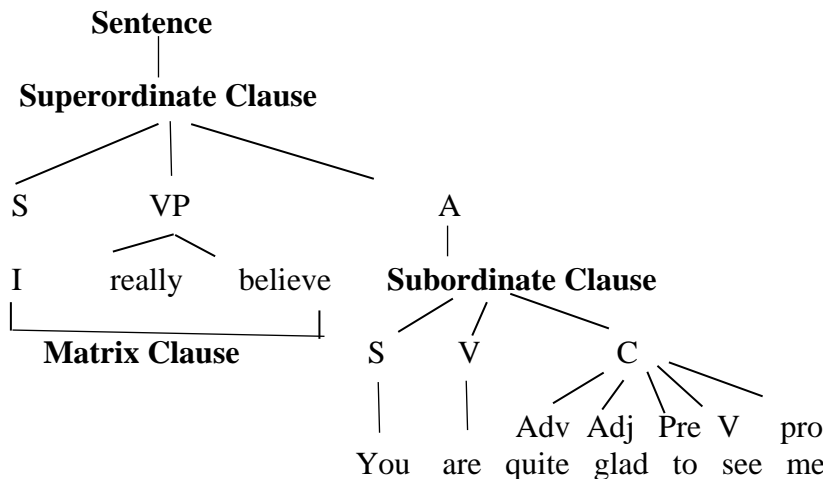 Sentence
Superordinate Clause
S VP A
I really believe Subordinate Clause
Matrix Clause S V C
Adv Adj Pre V pro
You are quite glad to see me